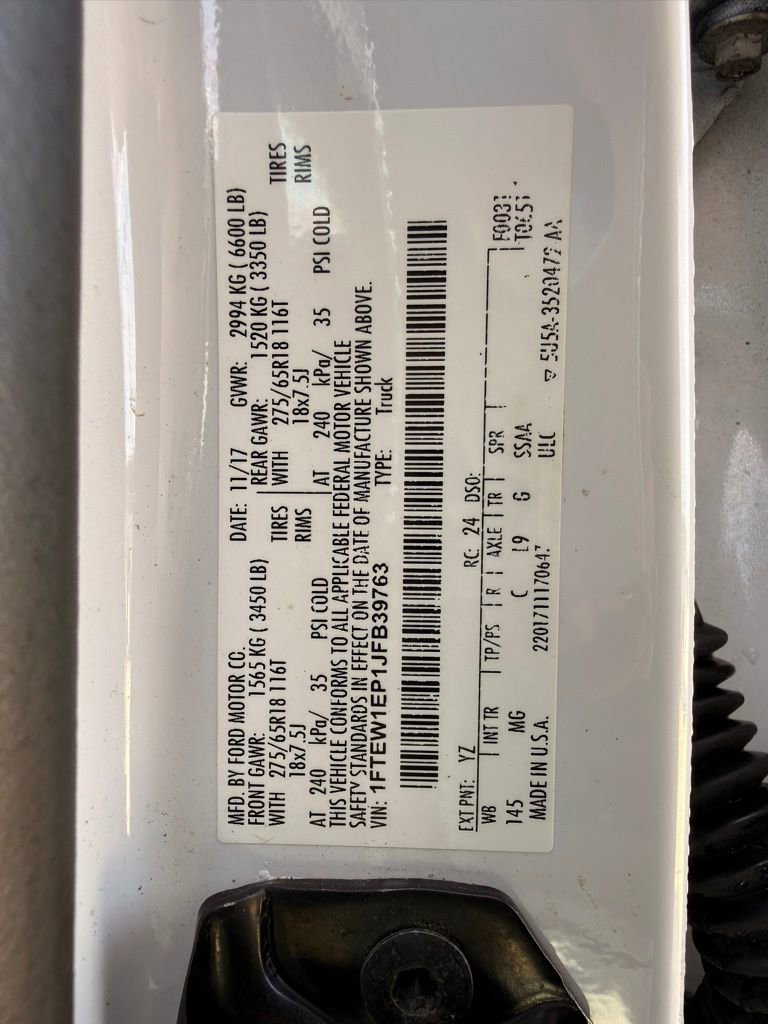 MFD. BY FORD MOTOR CO.
DATE: 11/17 GVWR: 2994 KG ( 6600 LB)
FRONT GAWR: 1565 KG ( 3450 LB) REAR GAWR: 1520 KG ( 3350 LB)
WITH 275/65R18 116T TIRES WITH 275/65R18 116T TIRES
18x7.5J RIMS 18x7.5J RIMS
AT 240 kPa/ 35 PSI COLD AT 240 kPa/ 35 PSI COLD
THIS VEHICLE CONFORMS TO ALL APPLICABLE FEDERAL MOTOR VEHICLE
SAFETY STANDARDS IN EFFECT ON THE DATE OF MANUFACTURE SHOWN ABOVE.
VIN: 1FTEW1EP1JFB39763 TYPE: Truck
EXT PNT: YZ RC: 24 DSO:
WB INT TR TP/PS R AXLE TR SPR F0031
145 MG C L9 G SSAA T0651
MADE IN U.S.A. 220171117064 ULC 5U5A-3520472-AA